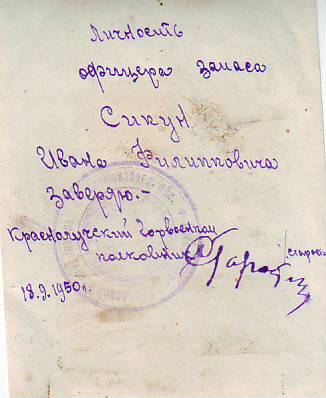 Личность
офицера запаса
Сикун
Ивана Филипповича
заверяю.-
Краснолучский Горвоенком
полковник
18.9.1950г.